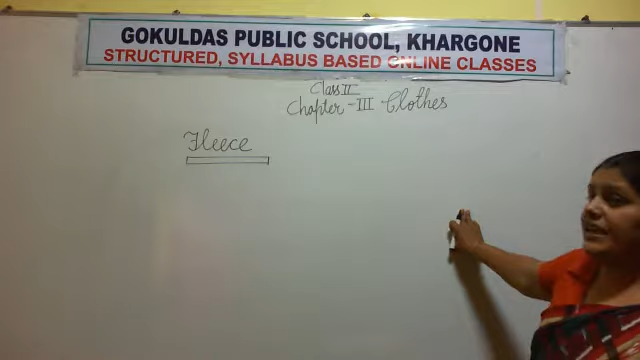 GOKULDAS PUBLIC SCHOOL, KHARGONE
STRUCTURED, SYLLABUS BASED ONLINE CLASSES
Class II
Chapter - III Clothes
Fleece